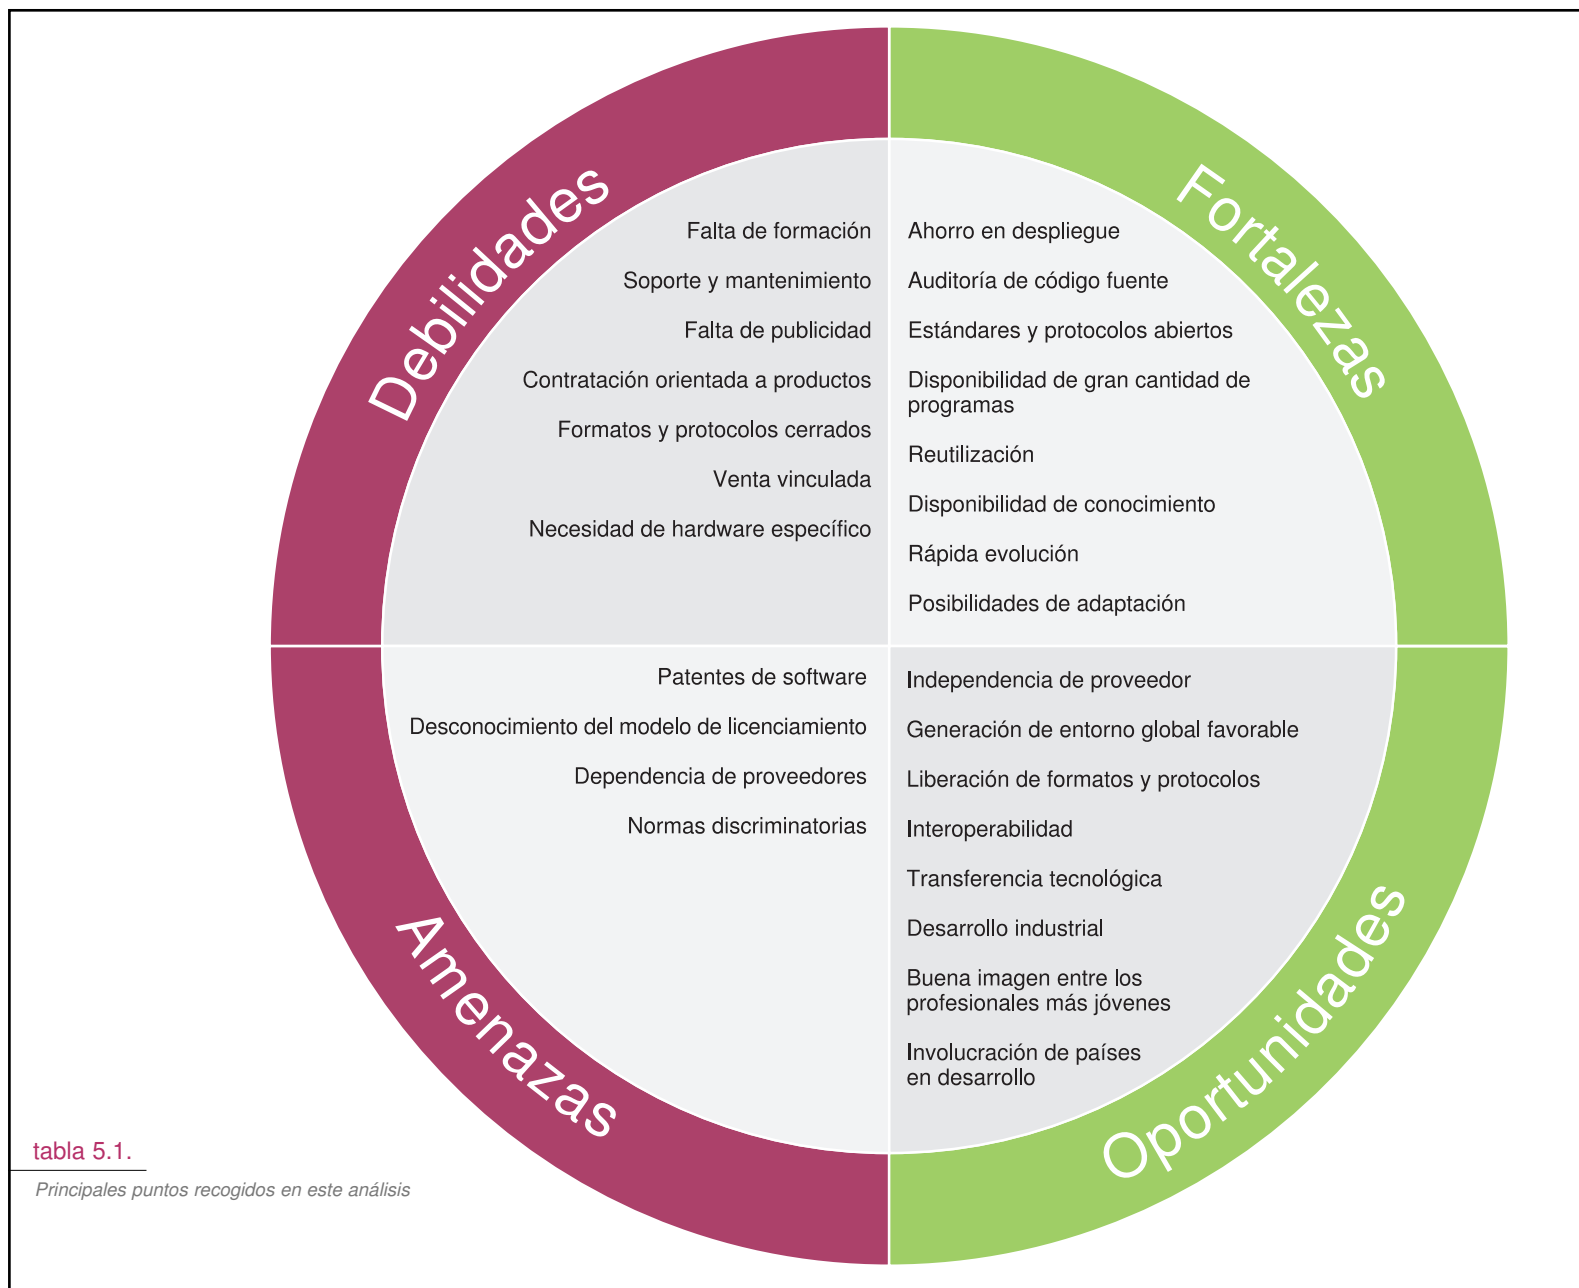 Debilidades
Falta de formación
Soporte y mantenimiento
Falta de publicidad
Contratación orientada a productos
Formatos y protocolos cerrados
Venta vinculada
Necesidad de hardware específico
Fortalezas
Ahorro en despliegue
Auditoría de código fuente
Estándares y protocolos abiertos
Disponibilidad de gran cantidad de
programas
Reutilización
Disponibilidad de conocimiento
Rápida evolución
Posibilidades de adaptación
Amenazas
Patentes de software
Desconocimiento del modelo de licenciamiento
Dependencia de proveedores
Normas discriminatorias
Oportunidades
Independencia de proveedor
Generación de entorno global favorable
Liberación de formatos y protocolos
Interoperabilidad
Transferencia tecnológica
Desarrollo industrial
Buena imagen entre los
profesionales más jóvenes
Involucración de países
en desarrollo
tabla 5.1.
Principales puntos recogidos en este análisis